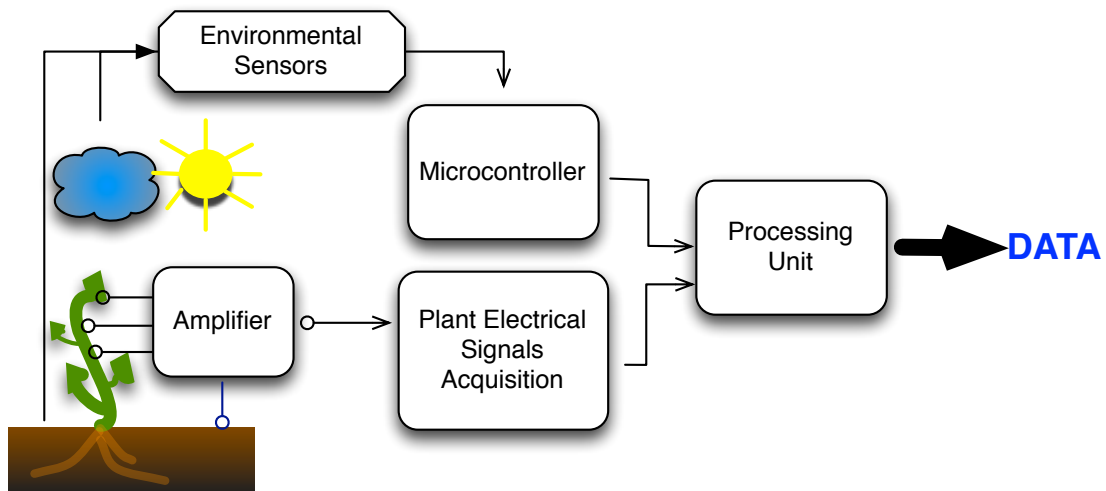 Environmental
Sensors
Microcontroller
Processing
Unit
DATA
Amplifier
Plant Electrical
Signals
Acquisition